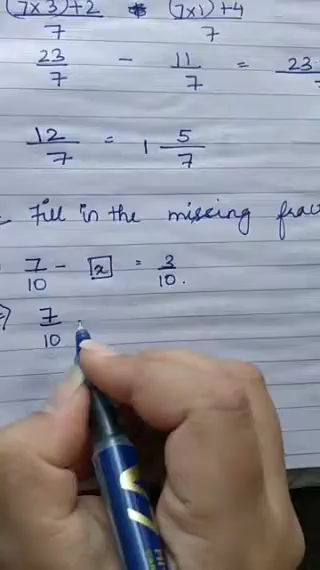 (7x3)+2 * (7x1)+4
7 7
23/7 - 11/7 = 23
12/7 = 1 5/7
Fill in the missing
7/10 - x = 3/10.
=> 7/10
V7